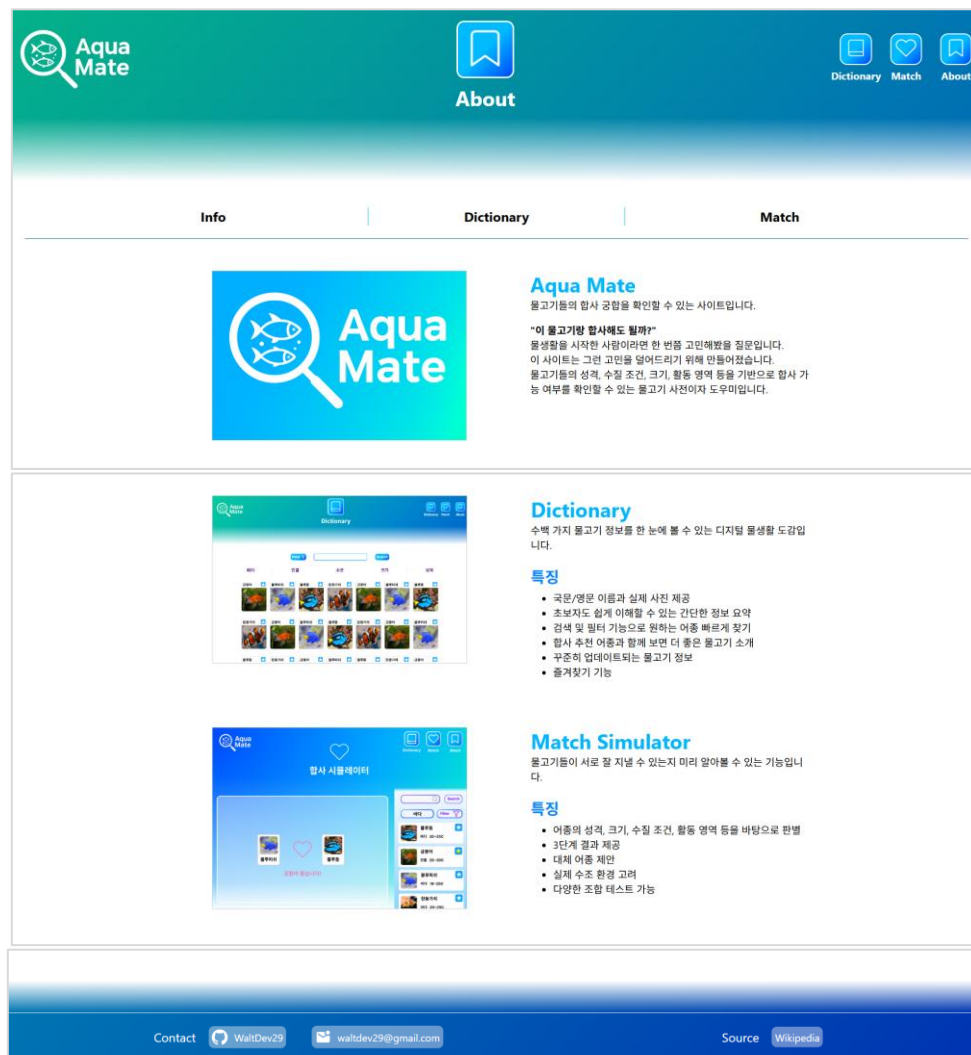 Aqua
Mate
About
Dictionary Match About
Info Dictionary Match
Aqua
Mate
Aqua Mate
물고기들의 합사 궁합을 확인할 수 있는 사이트입니다.
"이 물고기랑 합사해도 될까?"
물생활을 시작한 사람이라면 한 번쯤 고민해봤을 질문입니다.
이 사이트는 그런 고민을 덜어드리기 위해 만들어졌습니다.
물고기들의 성격, 수질 조건, 크기, 활동 영역 등을 기반으로 합사 가
능 여부를 확인할 수 있는 물고기 사전이자 도우미입니다.
Aqua
Mate
Dictionary
Dictionary
수백 가지 물고기 정보를 한 눈에 볼 수 있는 디지털 물생활 도감입
니다.
특징
국문/영문 이름과 실제 사진 제공
초보자도 쉽게 이해할 수 있는 간단한 정보 요약
검색 및 필터 기능으로 원하는 어종 빠르게 찾기
합사 추천 어종과 함께 보면 더 좋은 물고기 소개
꾸준히 업데이트되는 물고기 정보
즐겨찾기 기능
Aqua
Mate
합사 시뮬레이터
Search
바다 Filter
블루탱
금붕어
Match Simulator
물고기들이 서로 잘 지낼 수 있는지 미리 알아볼 수 있는 기능입니
다.
특징
어종의 성격, 크기, 수질 조건, 활동 영역 등을 바탕으로 판별
3단계 결과 제공
대체 어종 제안
실제 수조 환경 고려
다양한 조합 테스트 가능
Contact WaltDev29 waltdev29@gmail.com Source Wikipedia